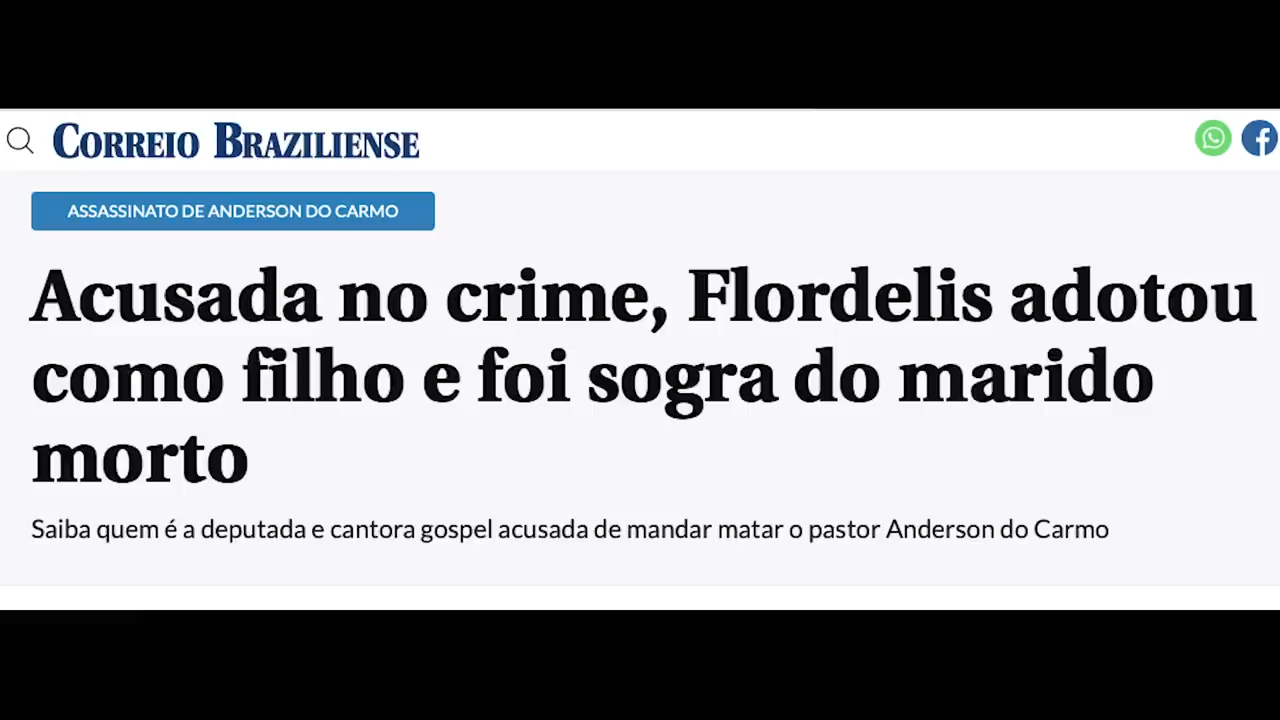 CORREIO BRAZILIENSE
ASSASSINATO DE ANDERSON DO CARMO
Acusada no crime, Flordelis adotou
como filho e foi sogra do marido
morto
Saiba quem é a deputada e cantora gospel acusada de mandar matar o pastor Anderson do Carmo